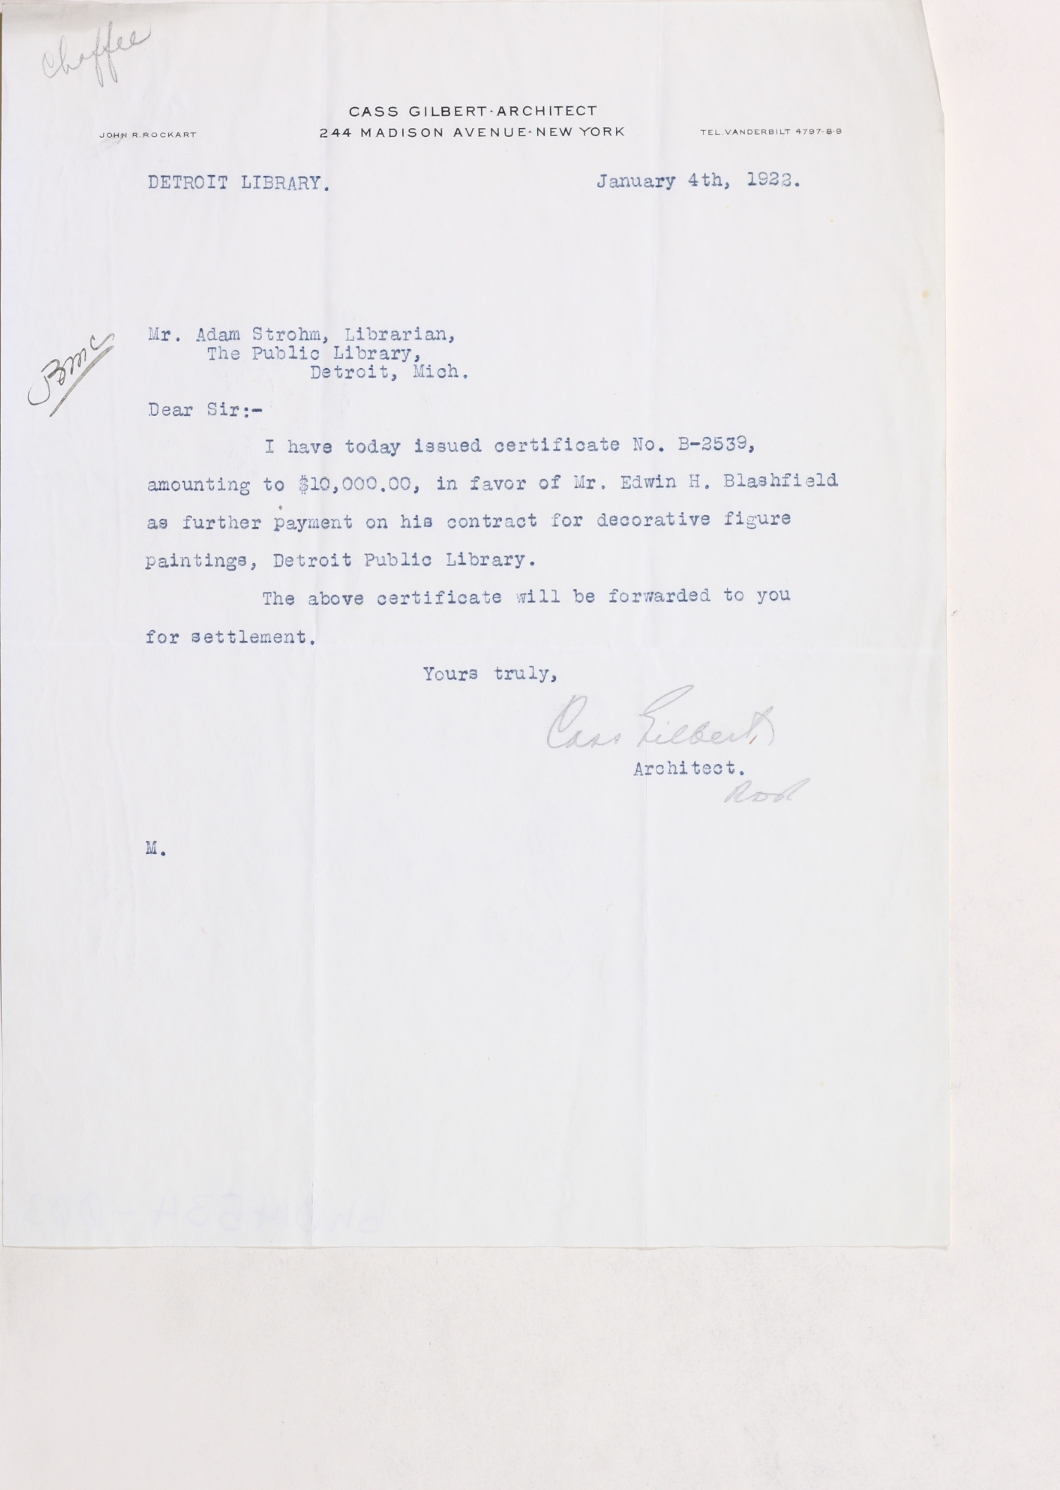 Chaffee
CASS GILBERT·ARCHITECT
JOHN R. ROCKART 244 MADISON AVENUE·NEW YORK TEL. VANDERBILT 4797-8-9
DETROIT LIBRARY. January 4th, 1922.
Mr. Adam Strohm, Librarian,
The Public Library,
Detroit, Mich.
BMC
Dear Sir:-
I have today issued certificate No. B-2539,
amounting to $10,000.00, in favor of Mr. Edwin H. Blashfield
as further payment on his contract for decorative figure
paintings, Detroit Public Library.
The above certificate will be forwarded to you
for settlement.
Yours truly,
Cass Gilbert,
Architect.
M.